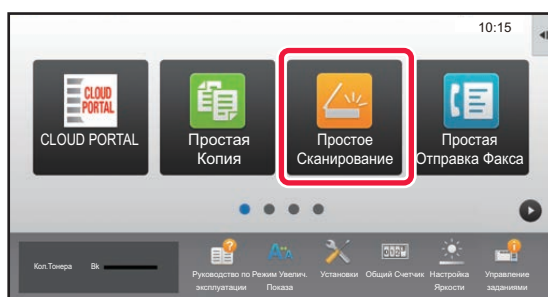 10:15
CLOUD
PORTAL
CLOUD PORTAL
Простая
Копия
Простое
Сканирование
Простая
Отправка Факса
Кол.Тонера
Bk
Руководство по
эксплуатации
Режим Увелич.
Показа
Установки
Общий Счетчик
Настройка
Яркости
Управление
заданиями